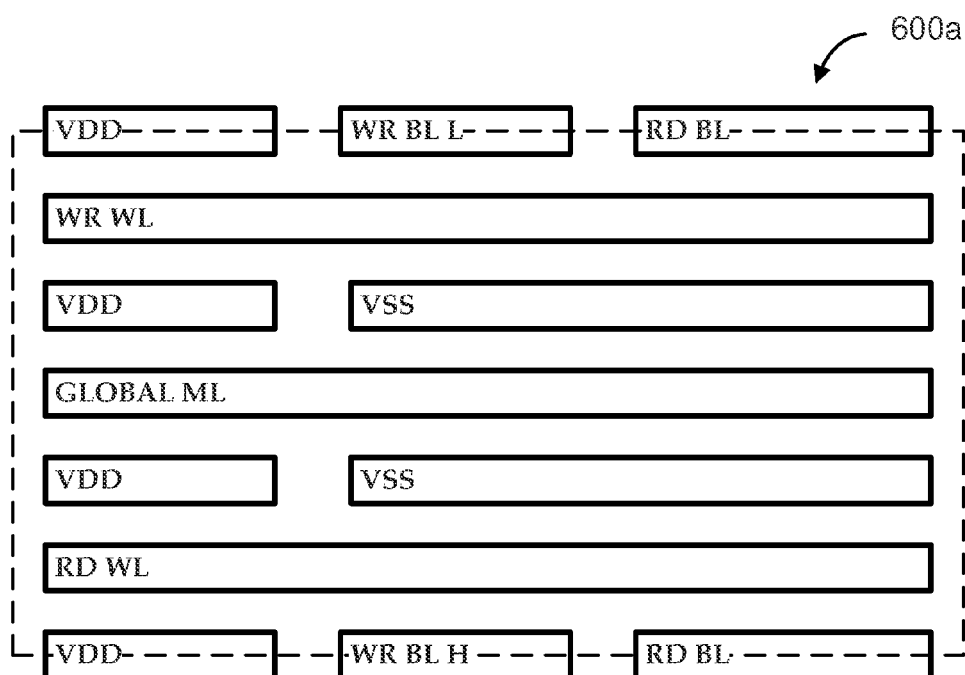 600a
VDD WR BL L RD BL
WR WL
VDD VSS
GLOBAL ML
VDD VSS
RD WL
VDD WR BL H RD BL